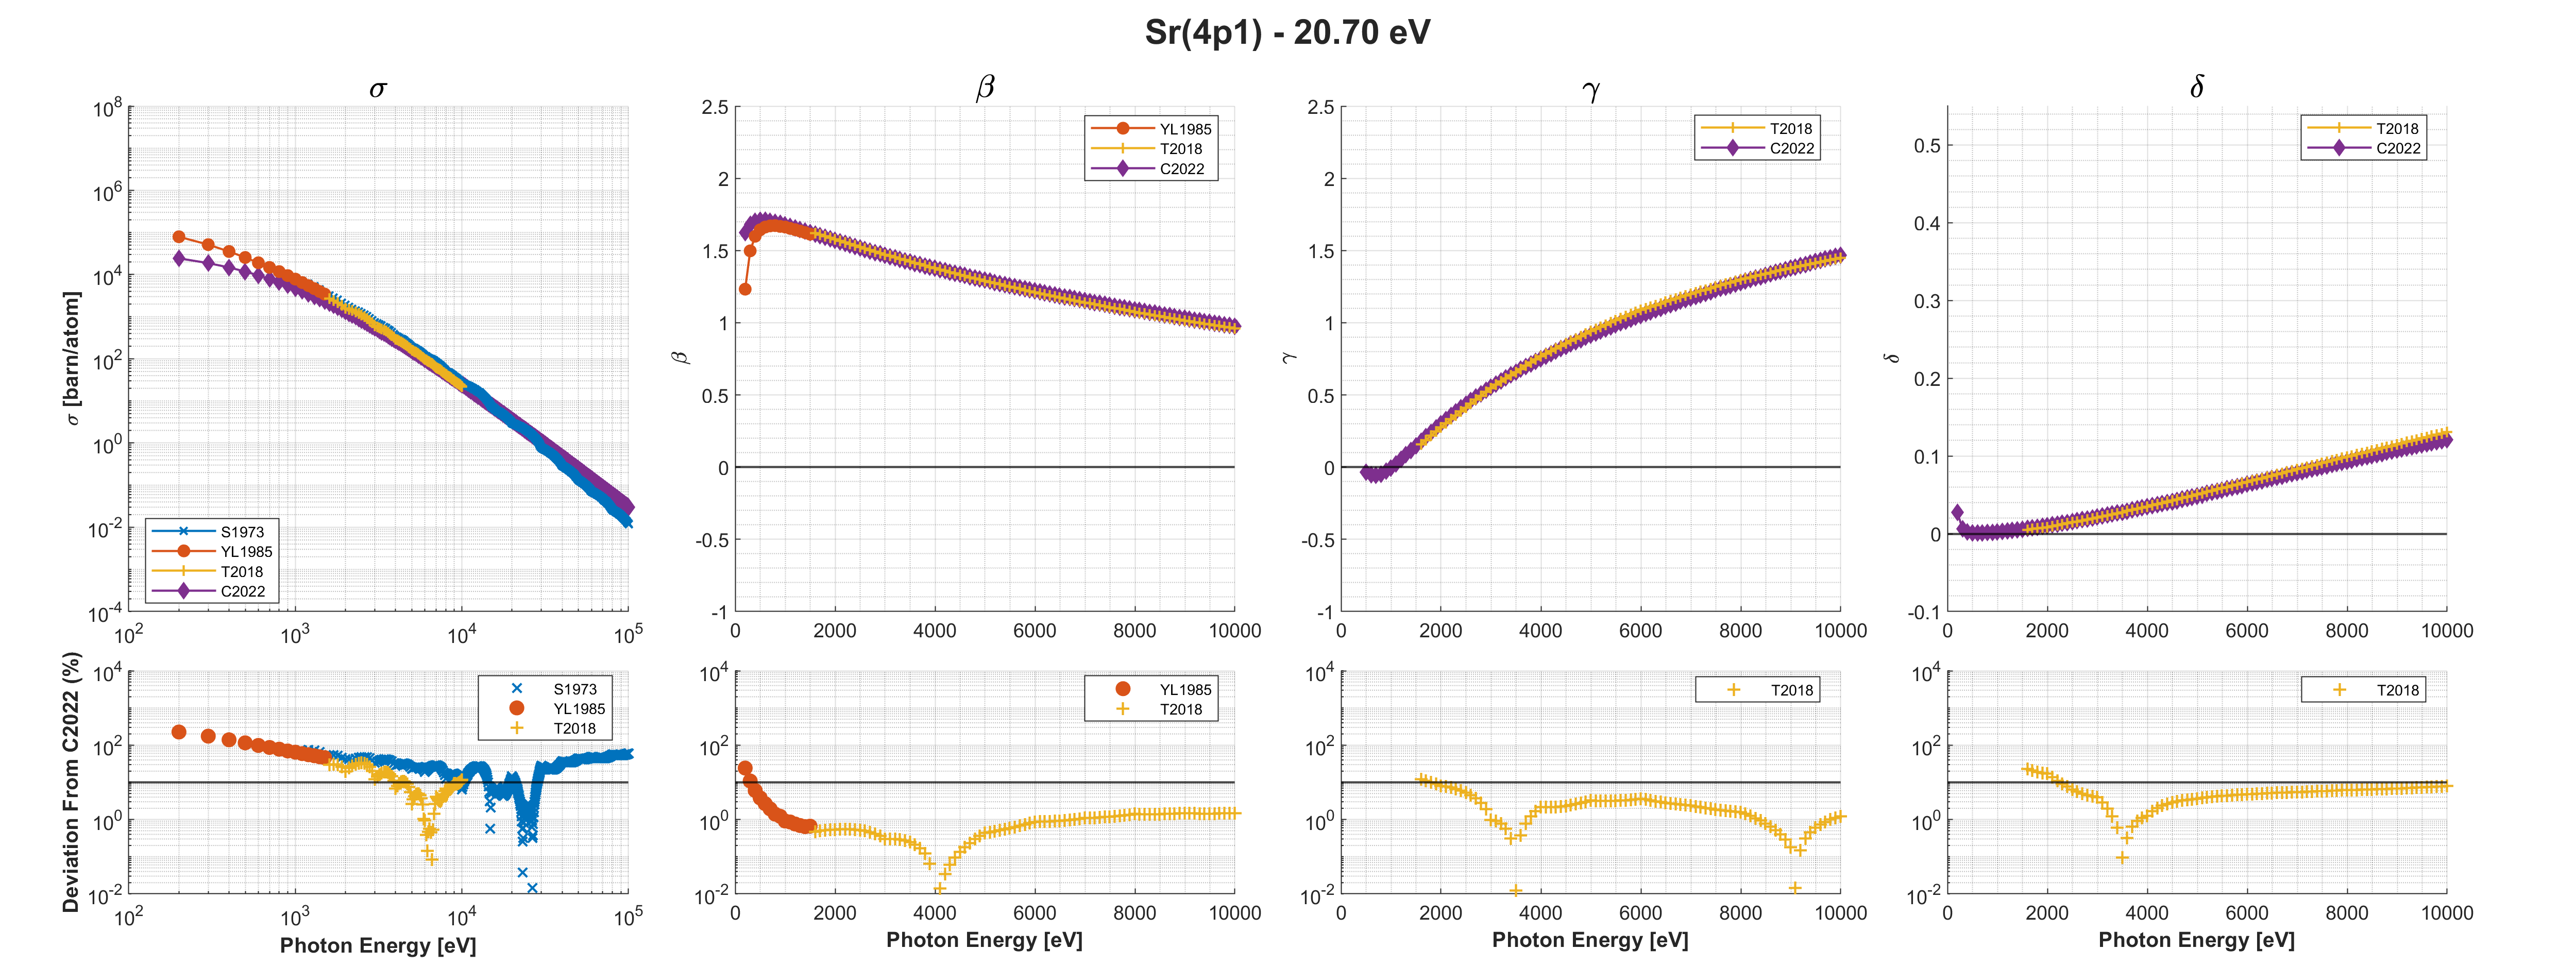 Sr(4p1) - 20.70 eV
σ
10^8
10^6
10^4
10^2
10^0
10^-2
10^-4
σ [barn/atom]
S1973
YL1985
T2018
C2022
10^2
10^3
10^4
10^5
β
2.5
2
1.5
1
0.5
0
-0.5
-1
β
YL1985
T2018
C2022
0
2000
4000
6000
8000
10000
γ
2.5
2
1.5
1
0.5
0
-0.5
-1
γ
T2018
C2022
0
2000
4000
6000
8000
10000
δ
0.5
0.4
0.3
0.2
0.1
0
-0.1
δ
T2018
C2022
0
2000
4000
6000
8000
10000
Deviation From C2022 (%)
10^4
10^2
10^0
10^-2
S1973
YL1985
T2018
10^2
10^3
10^4
10^5
Photon Energy [eV]
10^4
10^2
10^0
10^-2
YL1985
T2018
0
2000
4000
6000
8000
10000
Photon Energy [eV]
10^4
10^2
10^0
10^-2
T2018
0
2000
4000
6000
8000
10000
Photon Energy [eV]
10^4
10^2
10^0
10^-2
T2018
0
2000
4000
6000
8000
10000
Photon Energy [eV]